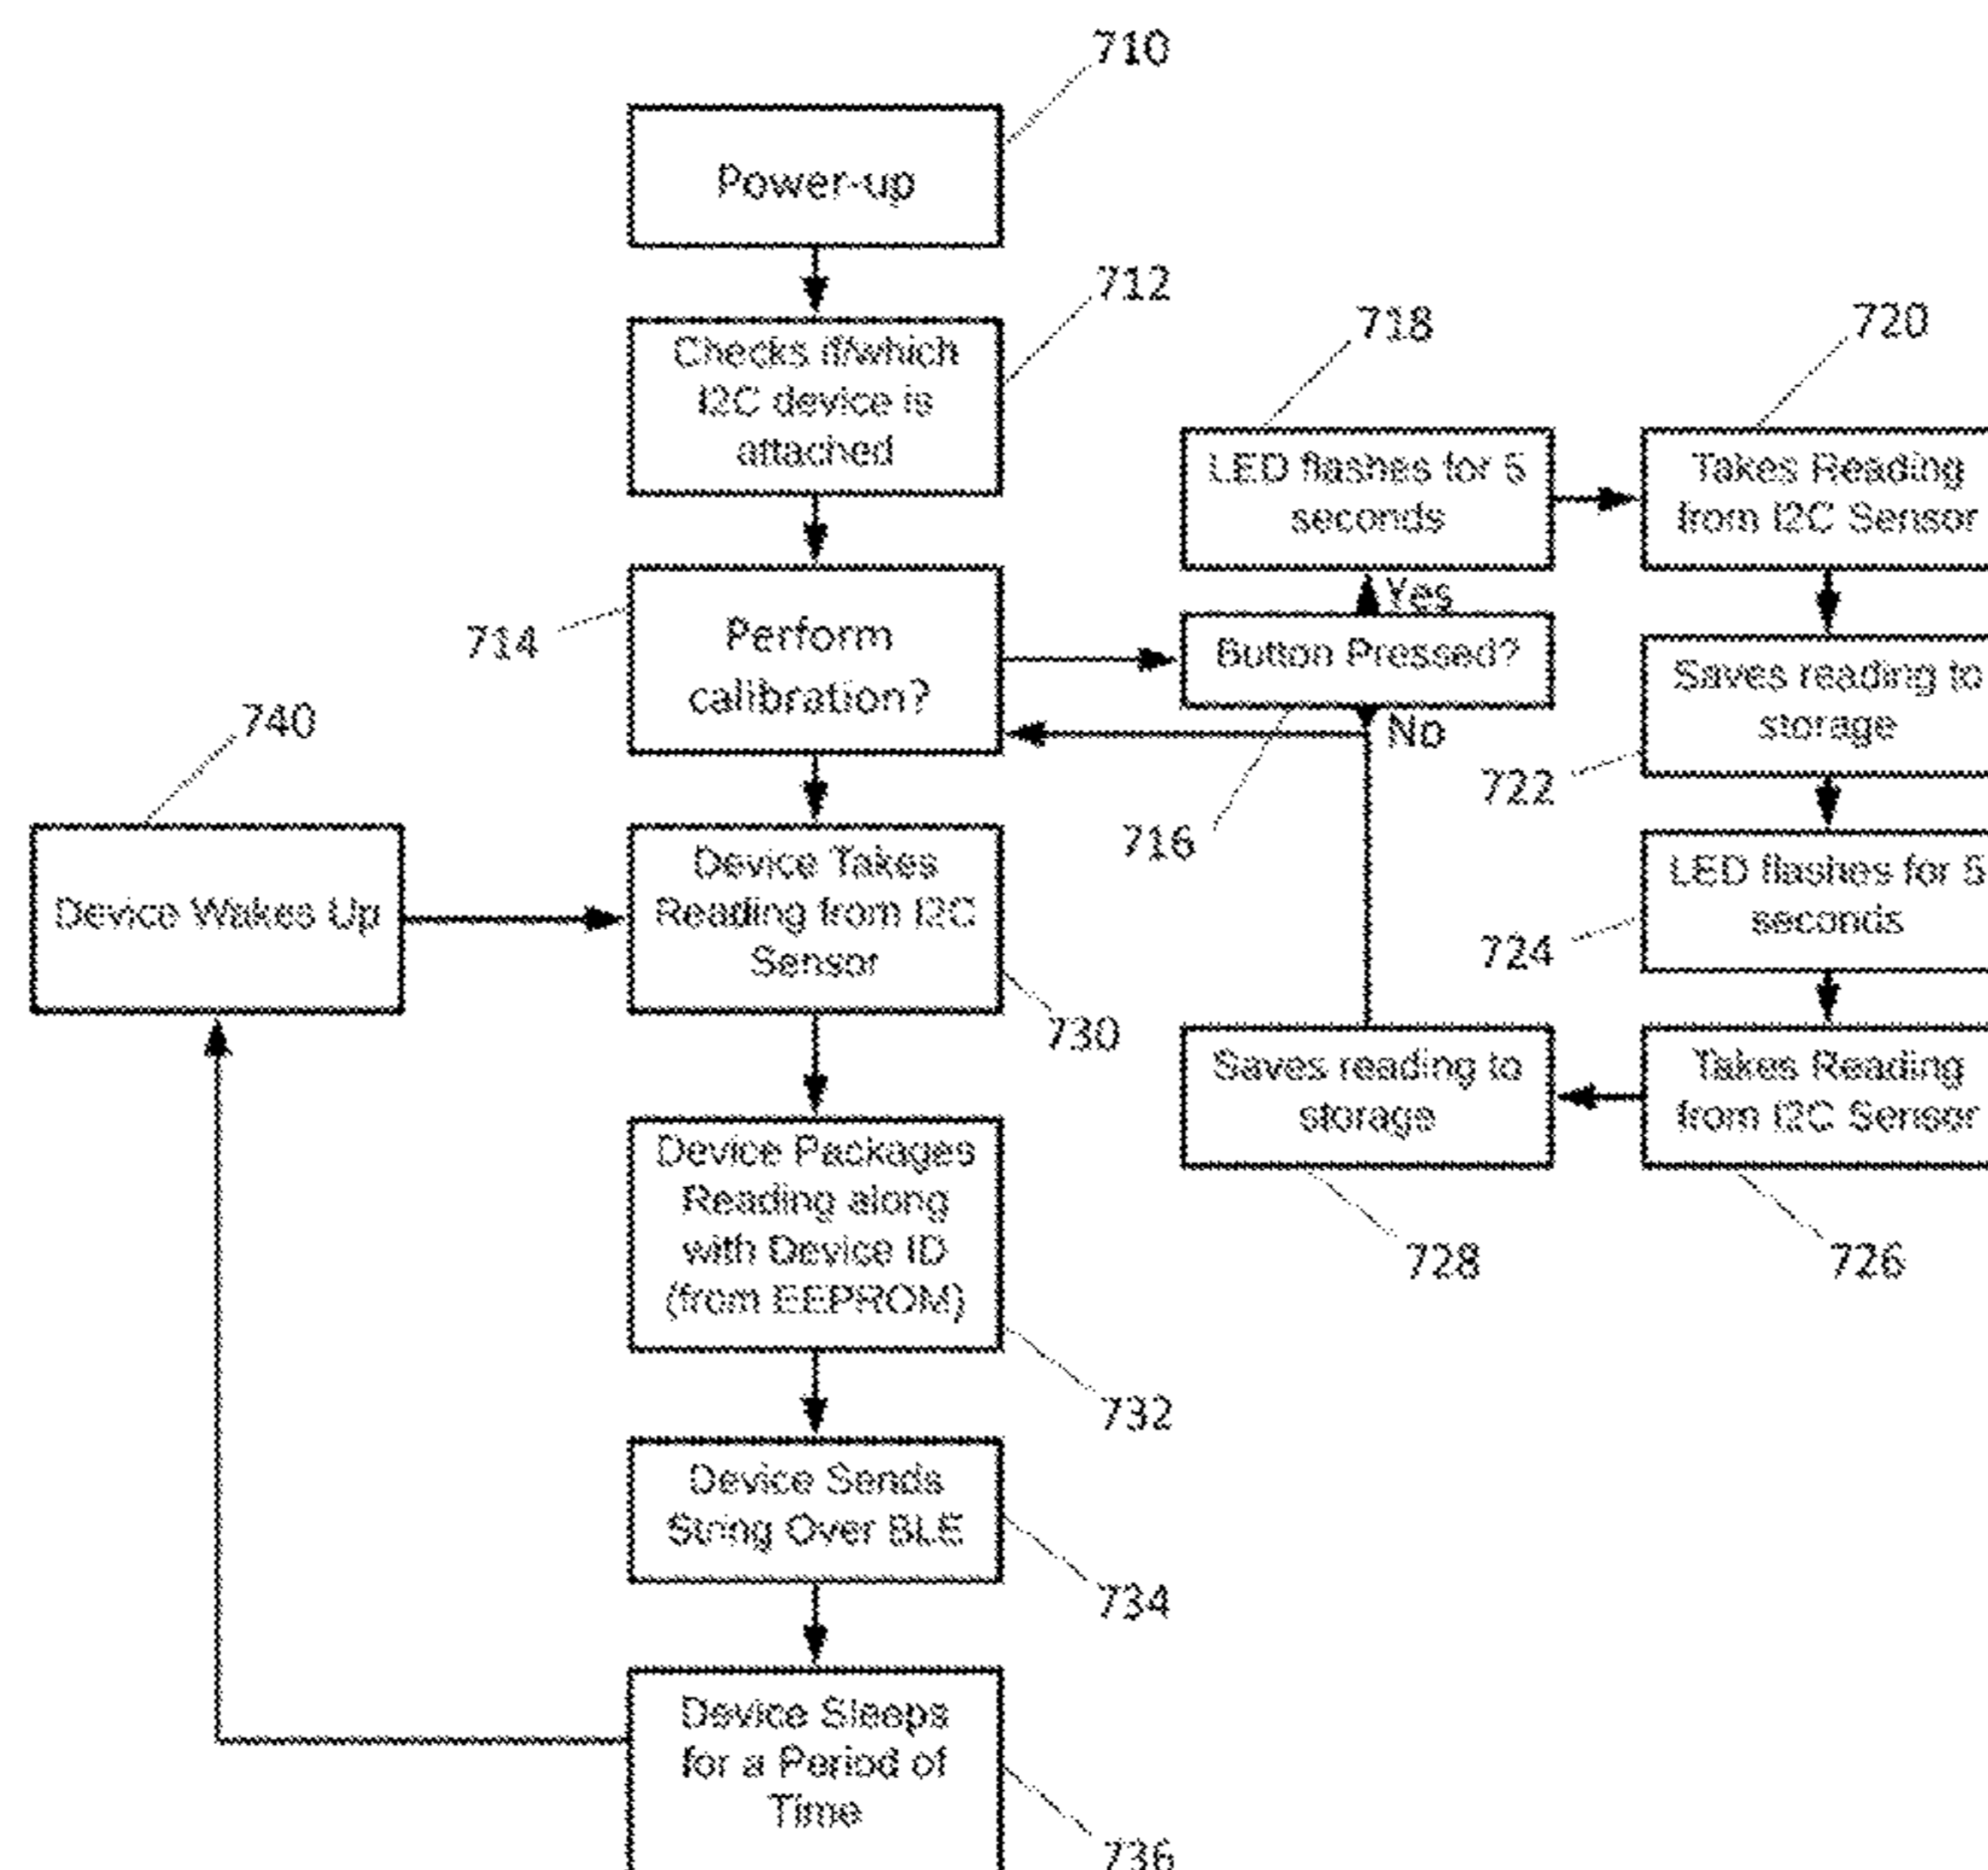 710
Power-up
712
Checks if/which
I2C device is
attached
714
Perform
calibration?
716
Button Pressed?
Yes
No
718
LED flashes for 5
seconds
720
Takes Reading
from I2C Sensor
722
Saves reading to
storage
724
LED flashes for 5
seconds
726
Takes Reading
from I2C Sensor
728
Saves reading to
storage
740
Device Wakes Up
730
Device Takes
Reading from I2C
Sensor
732
Device Packages
Reading along
with Device ID
(from EEPROM)
734
Device Sends
String Over BLE
736
Device Sleeps
for a Period of
Time